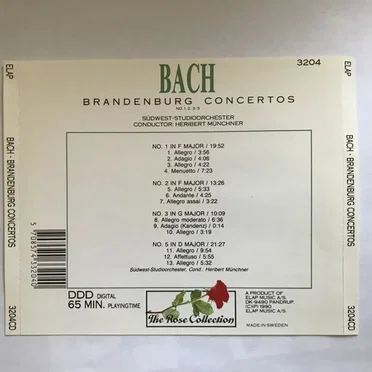 3204
BACH
BRANDENBURG CONCERTOS
NO. 1, 2, 3, 5
SÜDWEST-STUDIOORCHESTER
CONDUCTOR: HERIBERT MÜNCHNER
NO. 1 IN F MAJOR / 19:52
1. Allegro / 3:56
2. Adagio / 4:06
3. Allegro / 4:22
4. Menuetto / 7:23
NO. 2 IN F MAJOR / 13:26
5. Allegro / 5:33
6. Andante / 4:25
7. Allegro assai / 3:22
NO. 3 IN G MAJOR / 10:09
8. Allegro moderato / 6:36
9. Adagio (Kandenz) / 0:14
10. Allegro / 3:15
NO. 5 IN D MAJOR / 21:27
11. Allegro / 9:54
12. Affettuso / 5:55
13. Allegro / 5:32
Südwest-Studioorchester, Cond.: Heribert Münchner
DDD DIGITAL
65 MIN. PLAYINGTIME
The Rose Collection
A PRODUCT OF
ELAP MUSIC A/S.
DK-9490 PANDRUP.
(C)(P) 1990
ELAP MUSIC A/S.
MADE IN SWEDEN
ELAP
BACH - BRANDENBURG CONCERTOS
3204CD
ELAP
BACH - BRANDENBURG CONCERTOS
3204CD